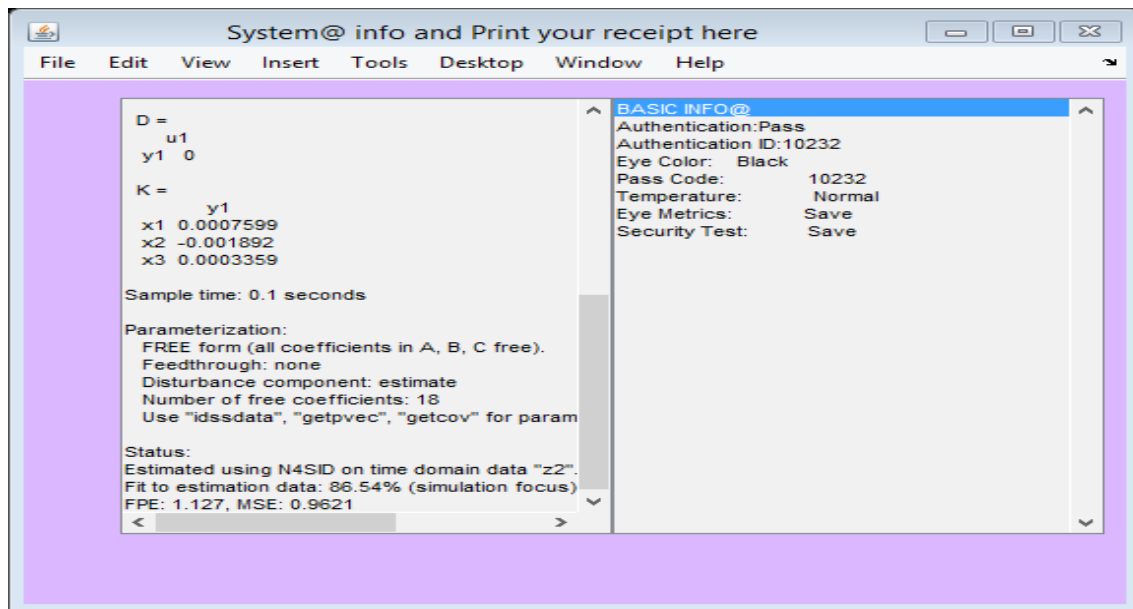 System@ info and Print your receipt here
File Edit View Insert Tools Desktop Window Help
D =
u1
y1 0
K =
y1
x1 0.0007599
x2 -0.001892
x3 0.0003359
Sample time: 0.1 seconds
Parameterization:
FREE form (all coefficients in A, B, C free).
Feedthrough: none
Disturbance component: estimate
Number of free coefficients: 18
Use "idssdata", "getpvec", "getcov" for param
Status:
Estimated using N4SID on time domain data "z2".
Fit to estimation data: 86.54% (simulation focus)
FPE: 1.127, MSE: 0.9621
BASIC INFO@
Authentication:Pass
Authentication ID:10232
Eye Color: Black
Pass Code: 10232
Temperature: Normal
Eye Metrics: Save
Security Test: Save